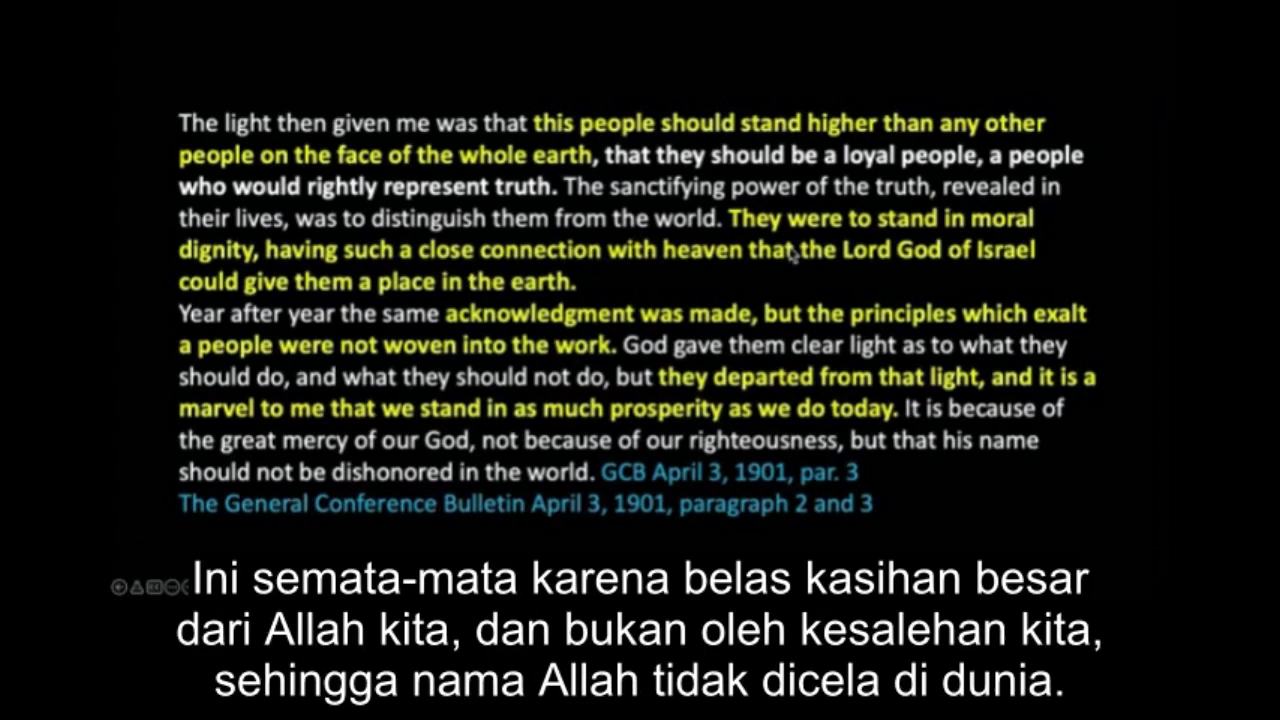 The light then given me was that this people should stand higher than any other
people on the face of the whole earth, that they should be a loyal people, a people
who would rightly represent truth. The sanctifying power of the truth, revealed in
their lives, was to distinguish them from the world. They were to stand in moral
dignity, having such a close connection with heaven that the Lord God of Israel
could give them a place in the earth.
Year after year the same acknowledgment was made, but the principles which exalt
a people were not woven into the work. God gave them clear light as to what they
should do, and what they should not do, but they departed from that light, and it is a
marvel to me that we stand in as much prosperity as we do today. It is because of
the great mercy of our God, not because of our righteousness, but that his name
should not be dishonored in the world. GCB April 3, 1901, par. 3
The General Conference Bulletin April 3, 1901, paragraph 2 and 3
Ini semata-mata karena belas kasihan besar
dari Allah kita, dan bukan oleh kesalehan kita,
sehingga nama Allah tidak dicela di dunia.